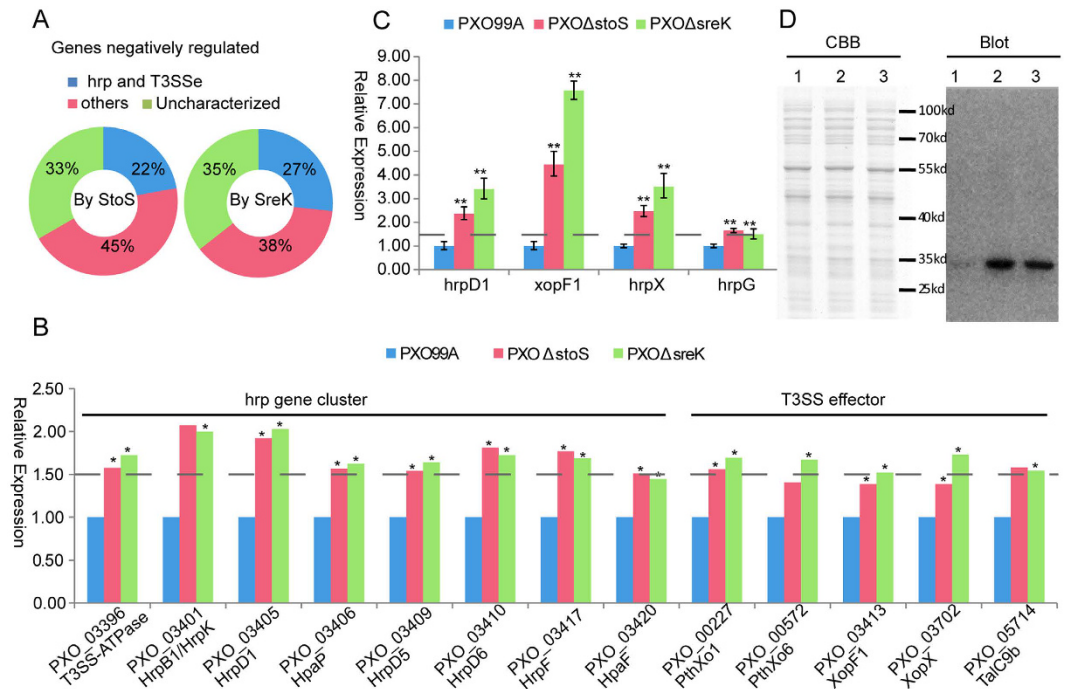 A
Genes negatively regulated
hrp and T3SSe
others
Uncharacterized
33%
22%
By StoS
45%
35%
27%
By SreK
38%
C
PXO99A
PXOΔstoS
PXOΔsreK
Relative Expression
9.00
8.00
7.00
6.00
5.00
4.00
3.00
2.00
1.00
0.00
** **
** **
** **
** **
hrpD1
xopF1
hrpX
hrpG
D
CBB
Blot
1 2 3
1 2 3
100kd
70kd
55kd
40kd
35kd
25kd
B
PXO99A
PXOΔstoS
PXOΔsreK
Relative Expression
2.50
2.00
1.50
1.00
0.50
0.00
hrp gene cluster
T3SS effector
* *
*
* *
* *
* *
* *
* *
* *
* *
*
* *
* *
*
PXO_03396
T3SS-ATPase
PXO_03401
HrpB1/HrpK
PXO_03405
HrpD1
PXO_03406
HpaP
PXO_03409
HrpD5
PXO_03410
HrpD6
PXO_03417
HrpF
PXO_03420
HpaF
PXO_00227
PthXo1
PXO_00572
PthXo6
PXO_03413
XopF1
PXO_03702
XopX
PXO_05714
TalC9b